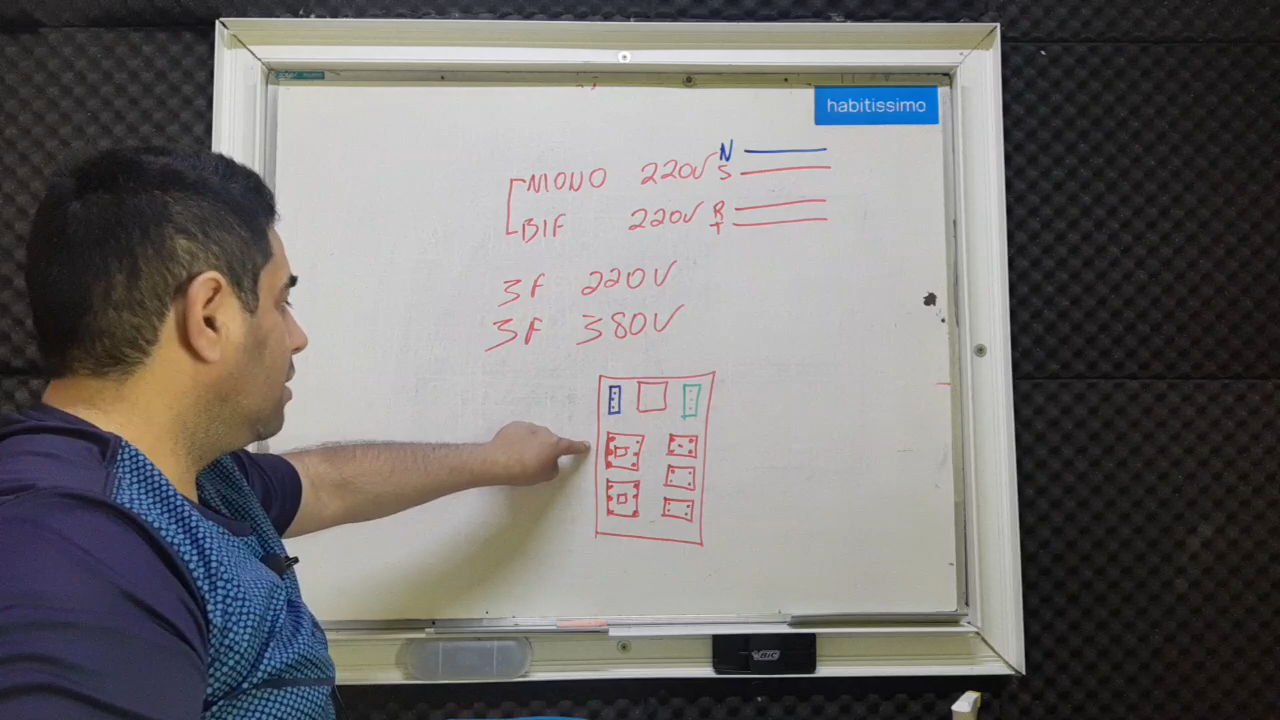 habitissimo
N
MONO 220V S
BIF 220V R
T
3F 220V
3F 380V
BIC